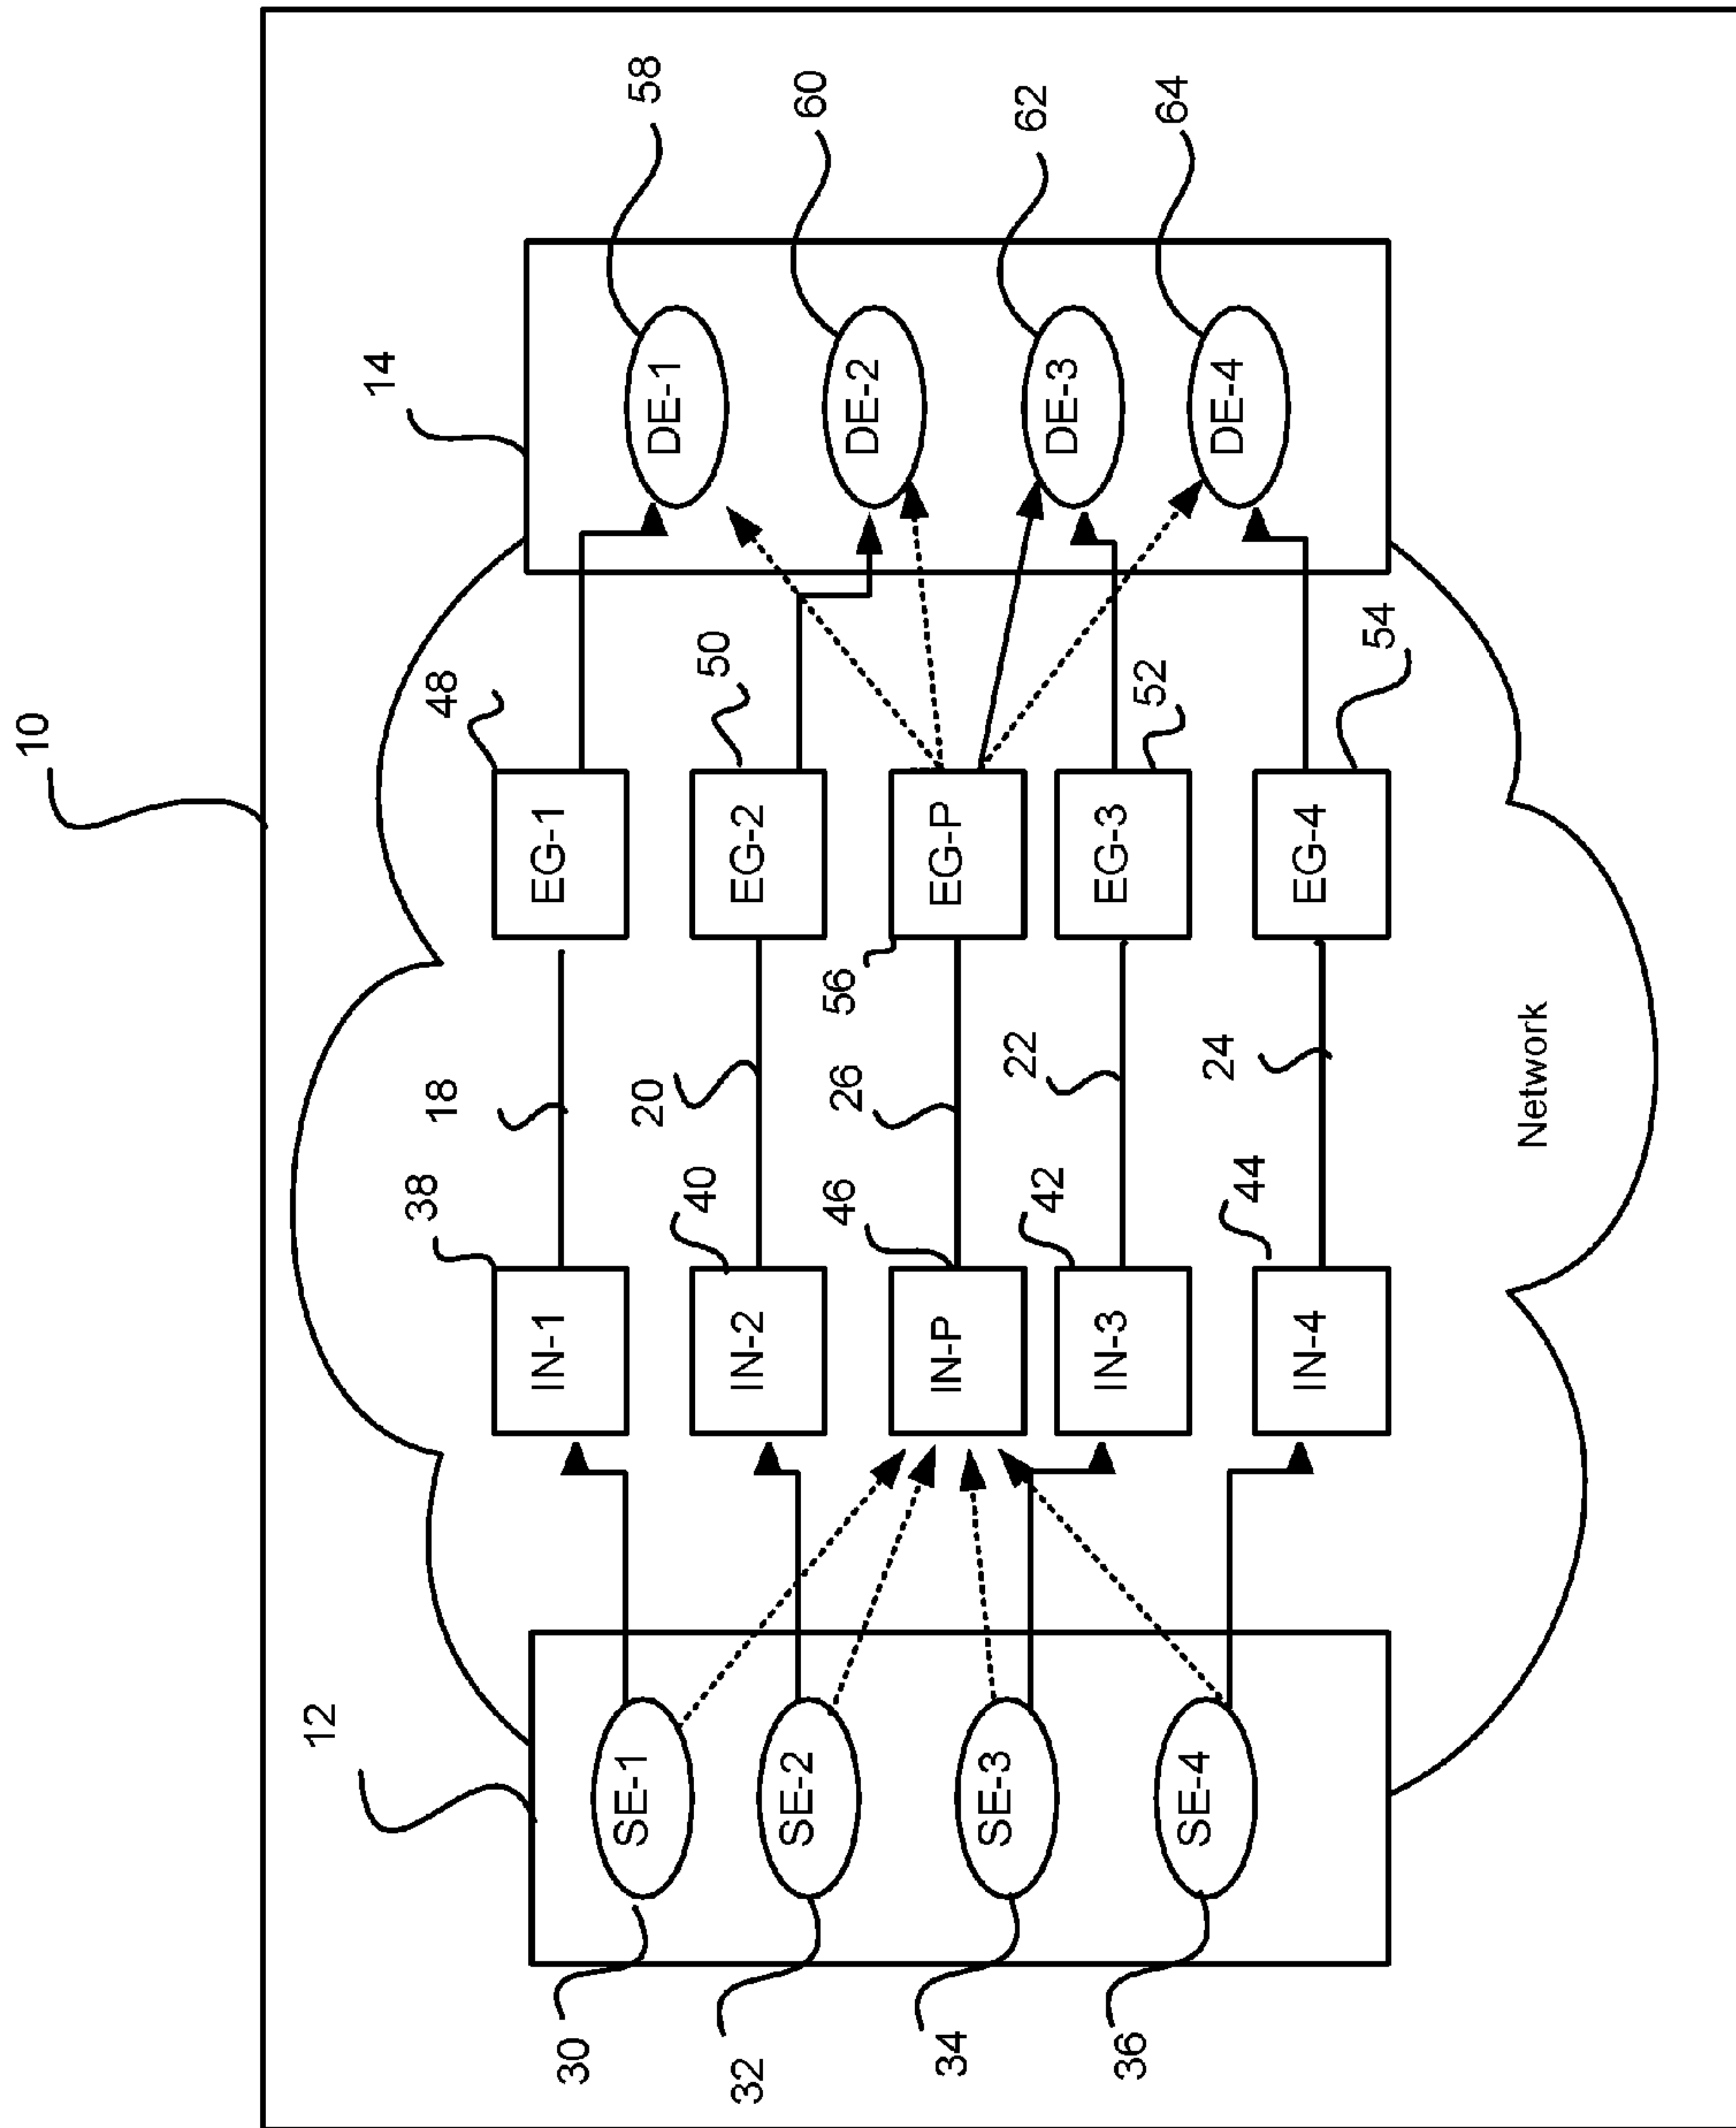 10
12
14
SE-1
SE-2
SE-3
SE-4
30
32
34
36
IN-1
IN-2
IN-P
IN-3
IN-4
38
40
46
42
44
18
20
26
22
24
EG-1
EG-2
EG-P
EG-3
EG-4
48
50
56
52
54
DE-1
DE-2
DE-3
DE-4
58
60
62
64
Network